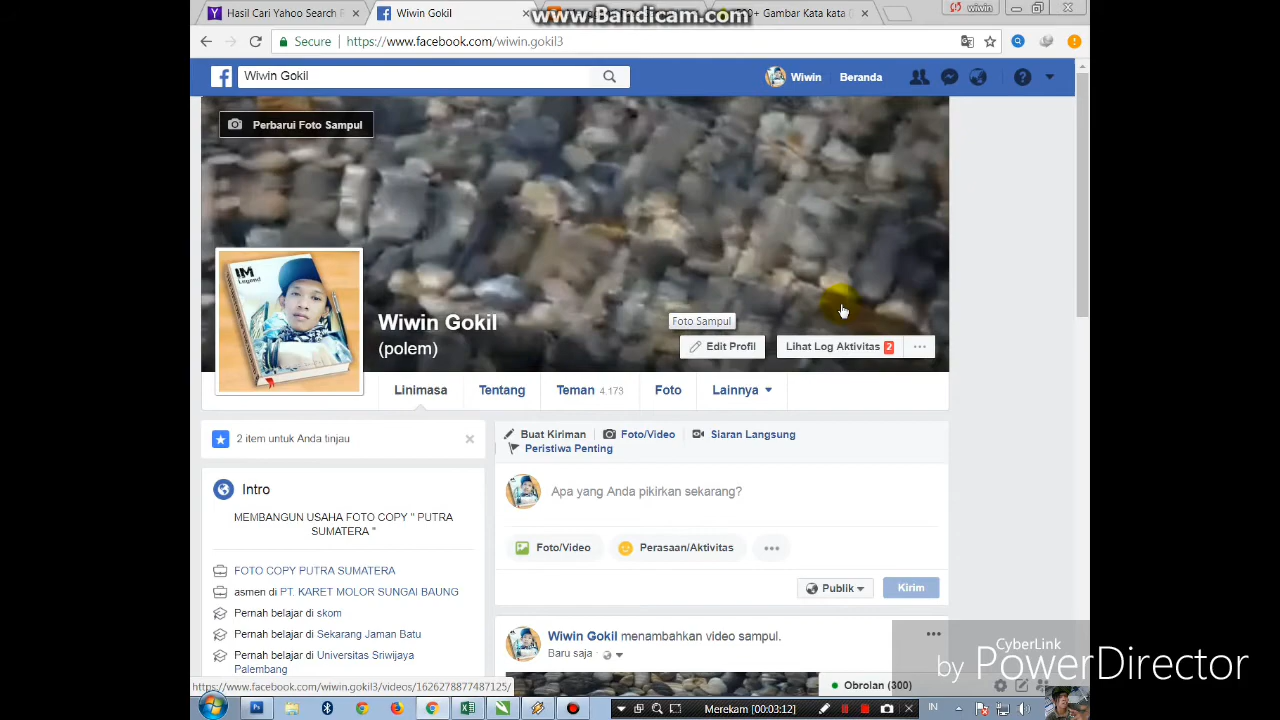 Hasil Cari Yahoo Search F
Wiwin Gokil
www.Bandicam.com
Gambar Kata kata
wiwin
Secure
https://www.facebook.com/wiwin.gokil3
Wiwin Gokil
Wiwin
Beranda
Perbarui Foto Sampul
IM
Legend
Wiwin Gokil
(polem)
Foto Sampul
Edit Profil
Lihat Log Aktivitas 2
Linimasa
Tentang
Teman 4.173
Foto
Lainnya
2 item untuk Anda tinjau
Buat Kiriman
Foto/Video
Siaran Langsung
Peristiwa Penting
Apa yang Anda pikirkan sekarang?
Foto/Video
Perasaan/Aktivitas
Publik
Kirim
Intro
MEMBANGUN USAHA FOTO COPY " PUTRA
SUMATERA "
FOTO COPY PUTRA SUMATERA
asmen di PT. KARET MOLOR SUNGAI BAUNG
Pernah belajar di skom
Pernah belajar di Sekarang Jaman Batu
Pernah belajar di Universitas Sriwijaya
Palembang
Wiwin Gokil menambahkan video sampul.
Baru saja
https://www.facebook.com/wiwin.gokil3/videos/1626278877487125/
Obrolan (300)
CyberLink
by PowerDirector
Merekam [00:03:12]
IN